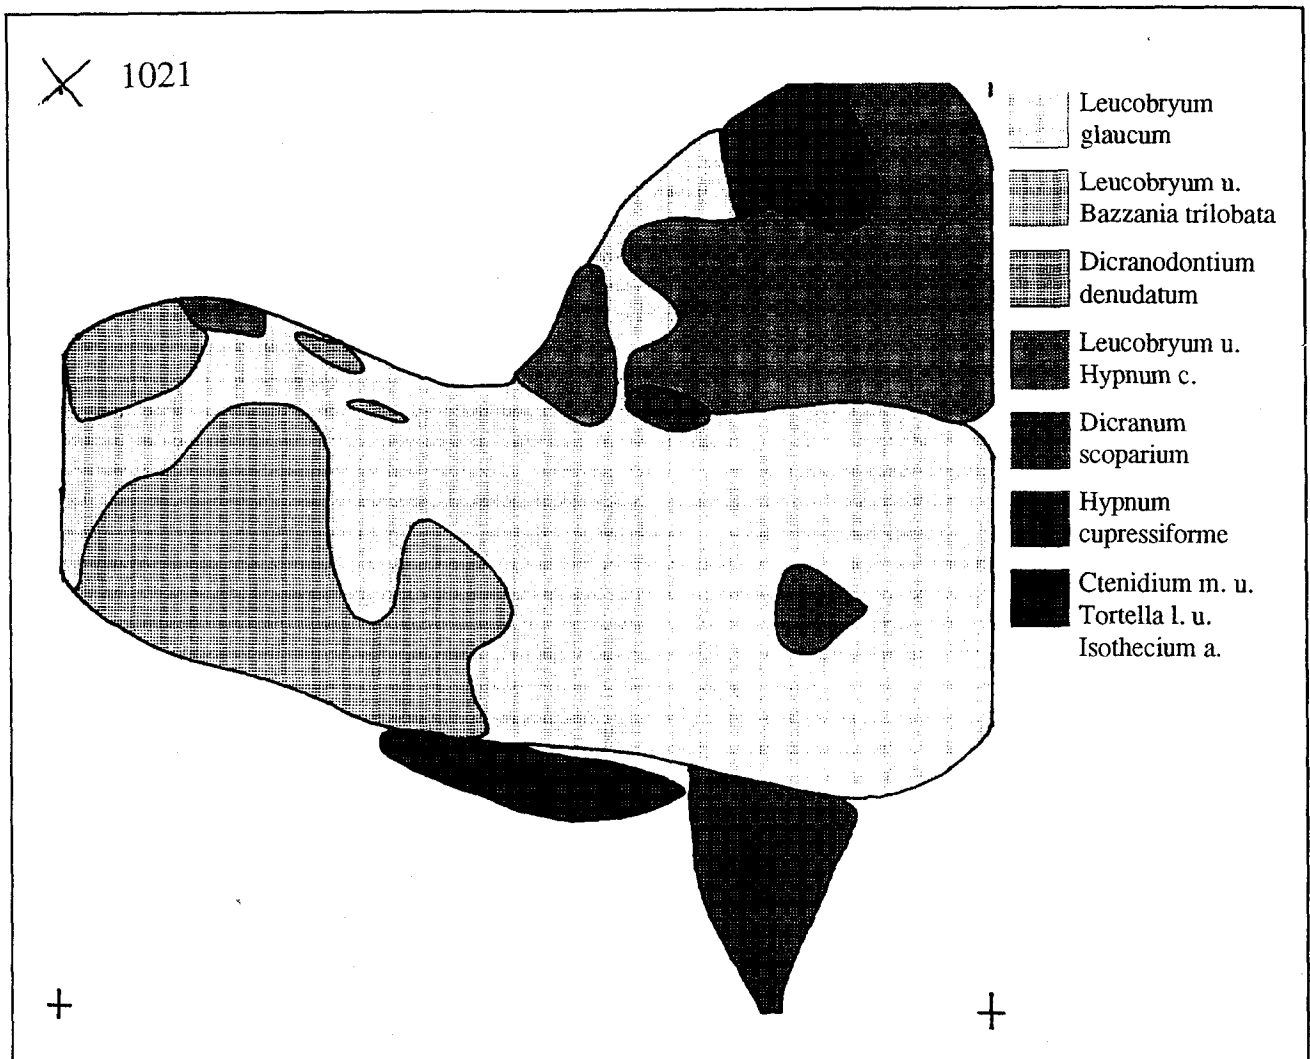 1021
Leucobryum
glaucum
Leucobryum u.
Bazzania trilobata
Dicranodontium
denudatum
Leucobryum u.
Hypnum c.
Dicranum
scoparium
Hypnum
cupressiforme
Ctenidium m. u.
Tortella l. u.
Isothecium a.